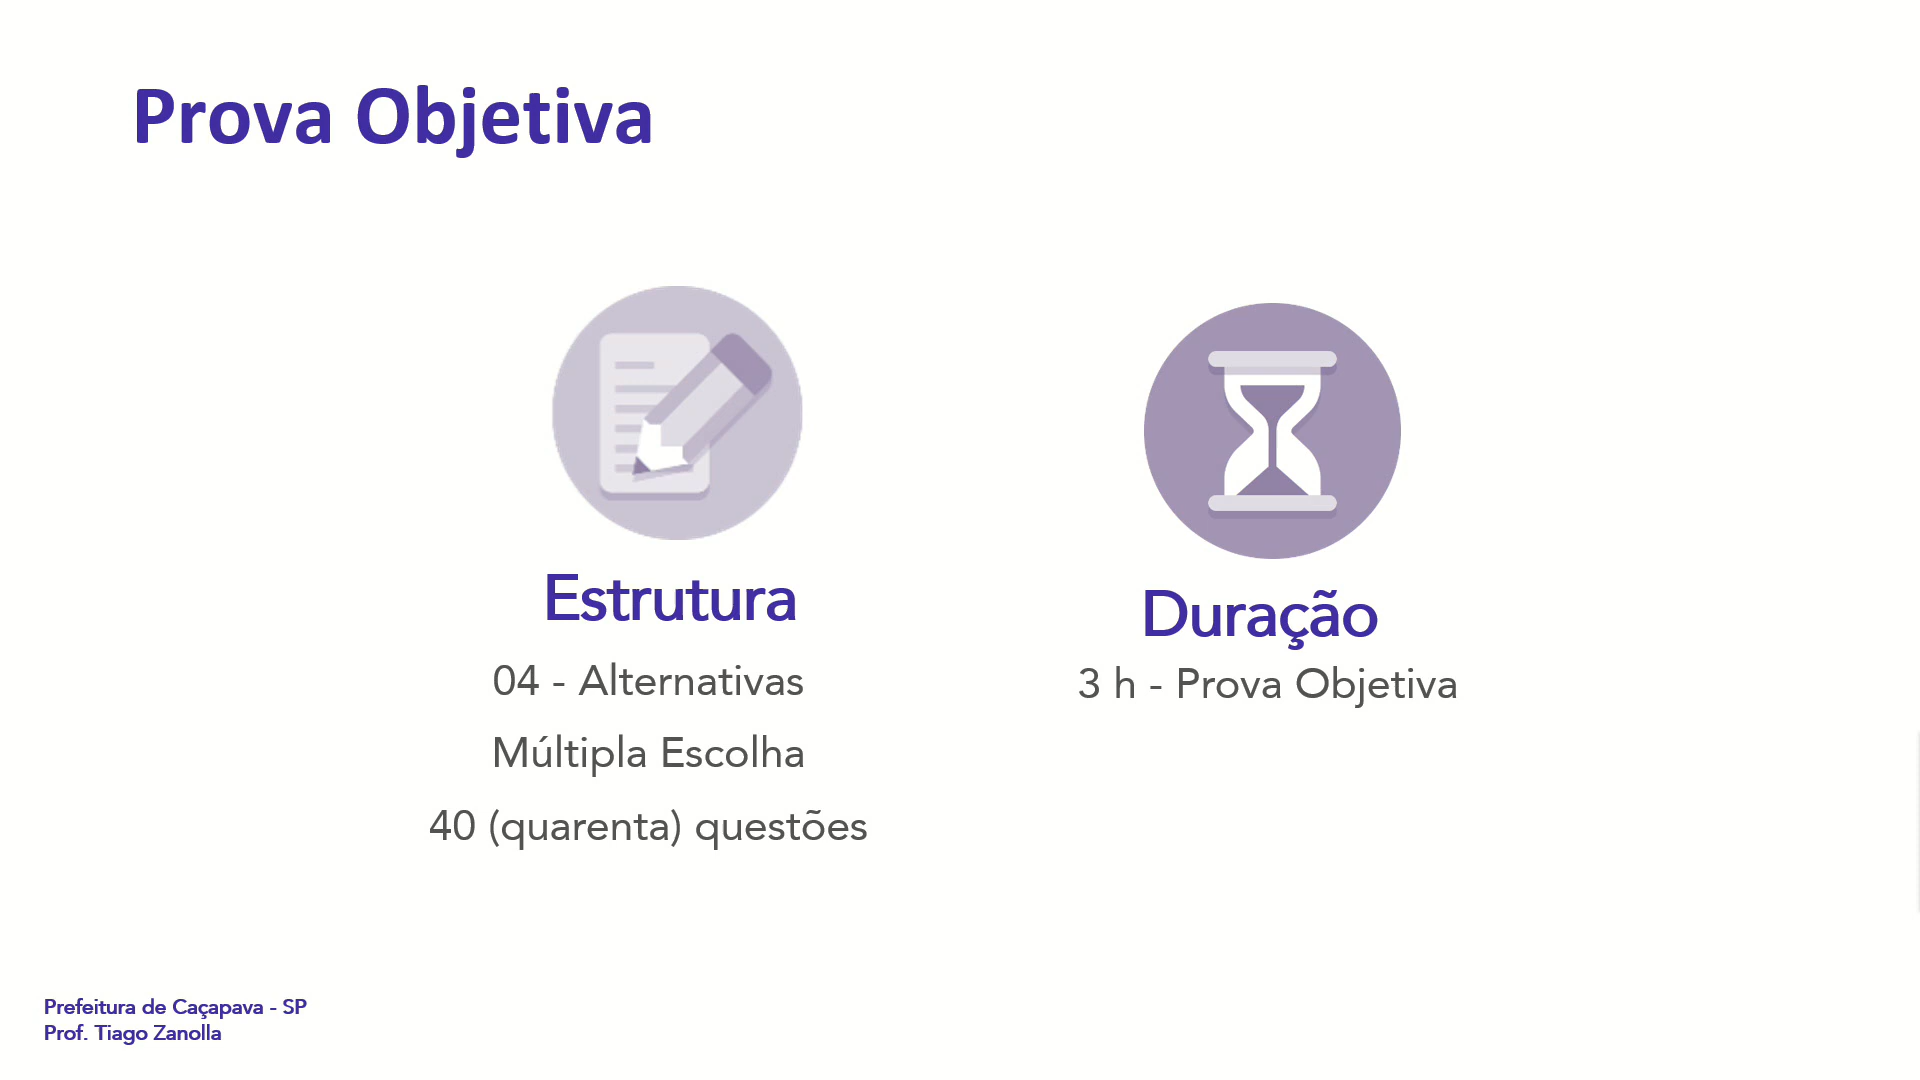 Prova Objetiva
Estrutura
04 - Alternativas
Múltipla Escolha
40 (quarenta) questões
Duração
3 h - Prova Objetiva
Prefeitura de Caçapava - SP
Prof. Tiago Zanolla